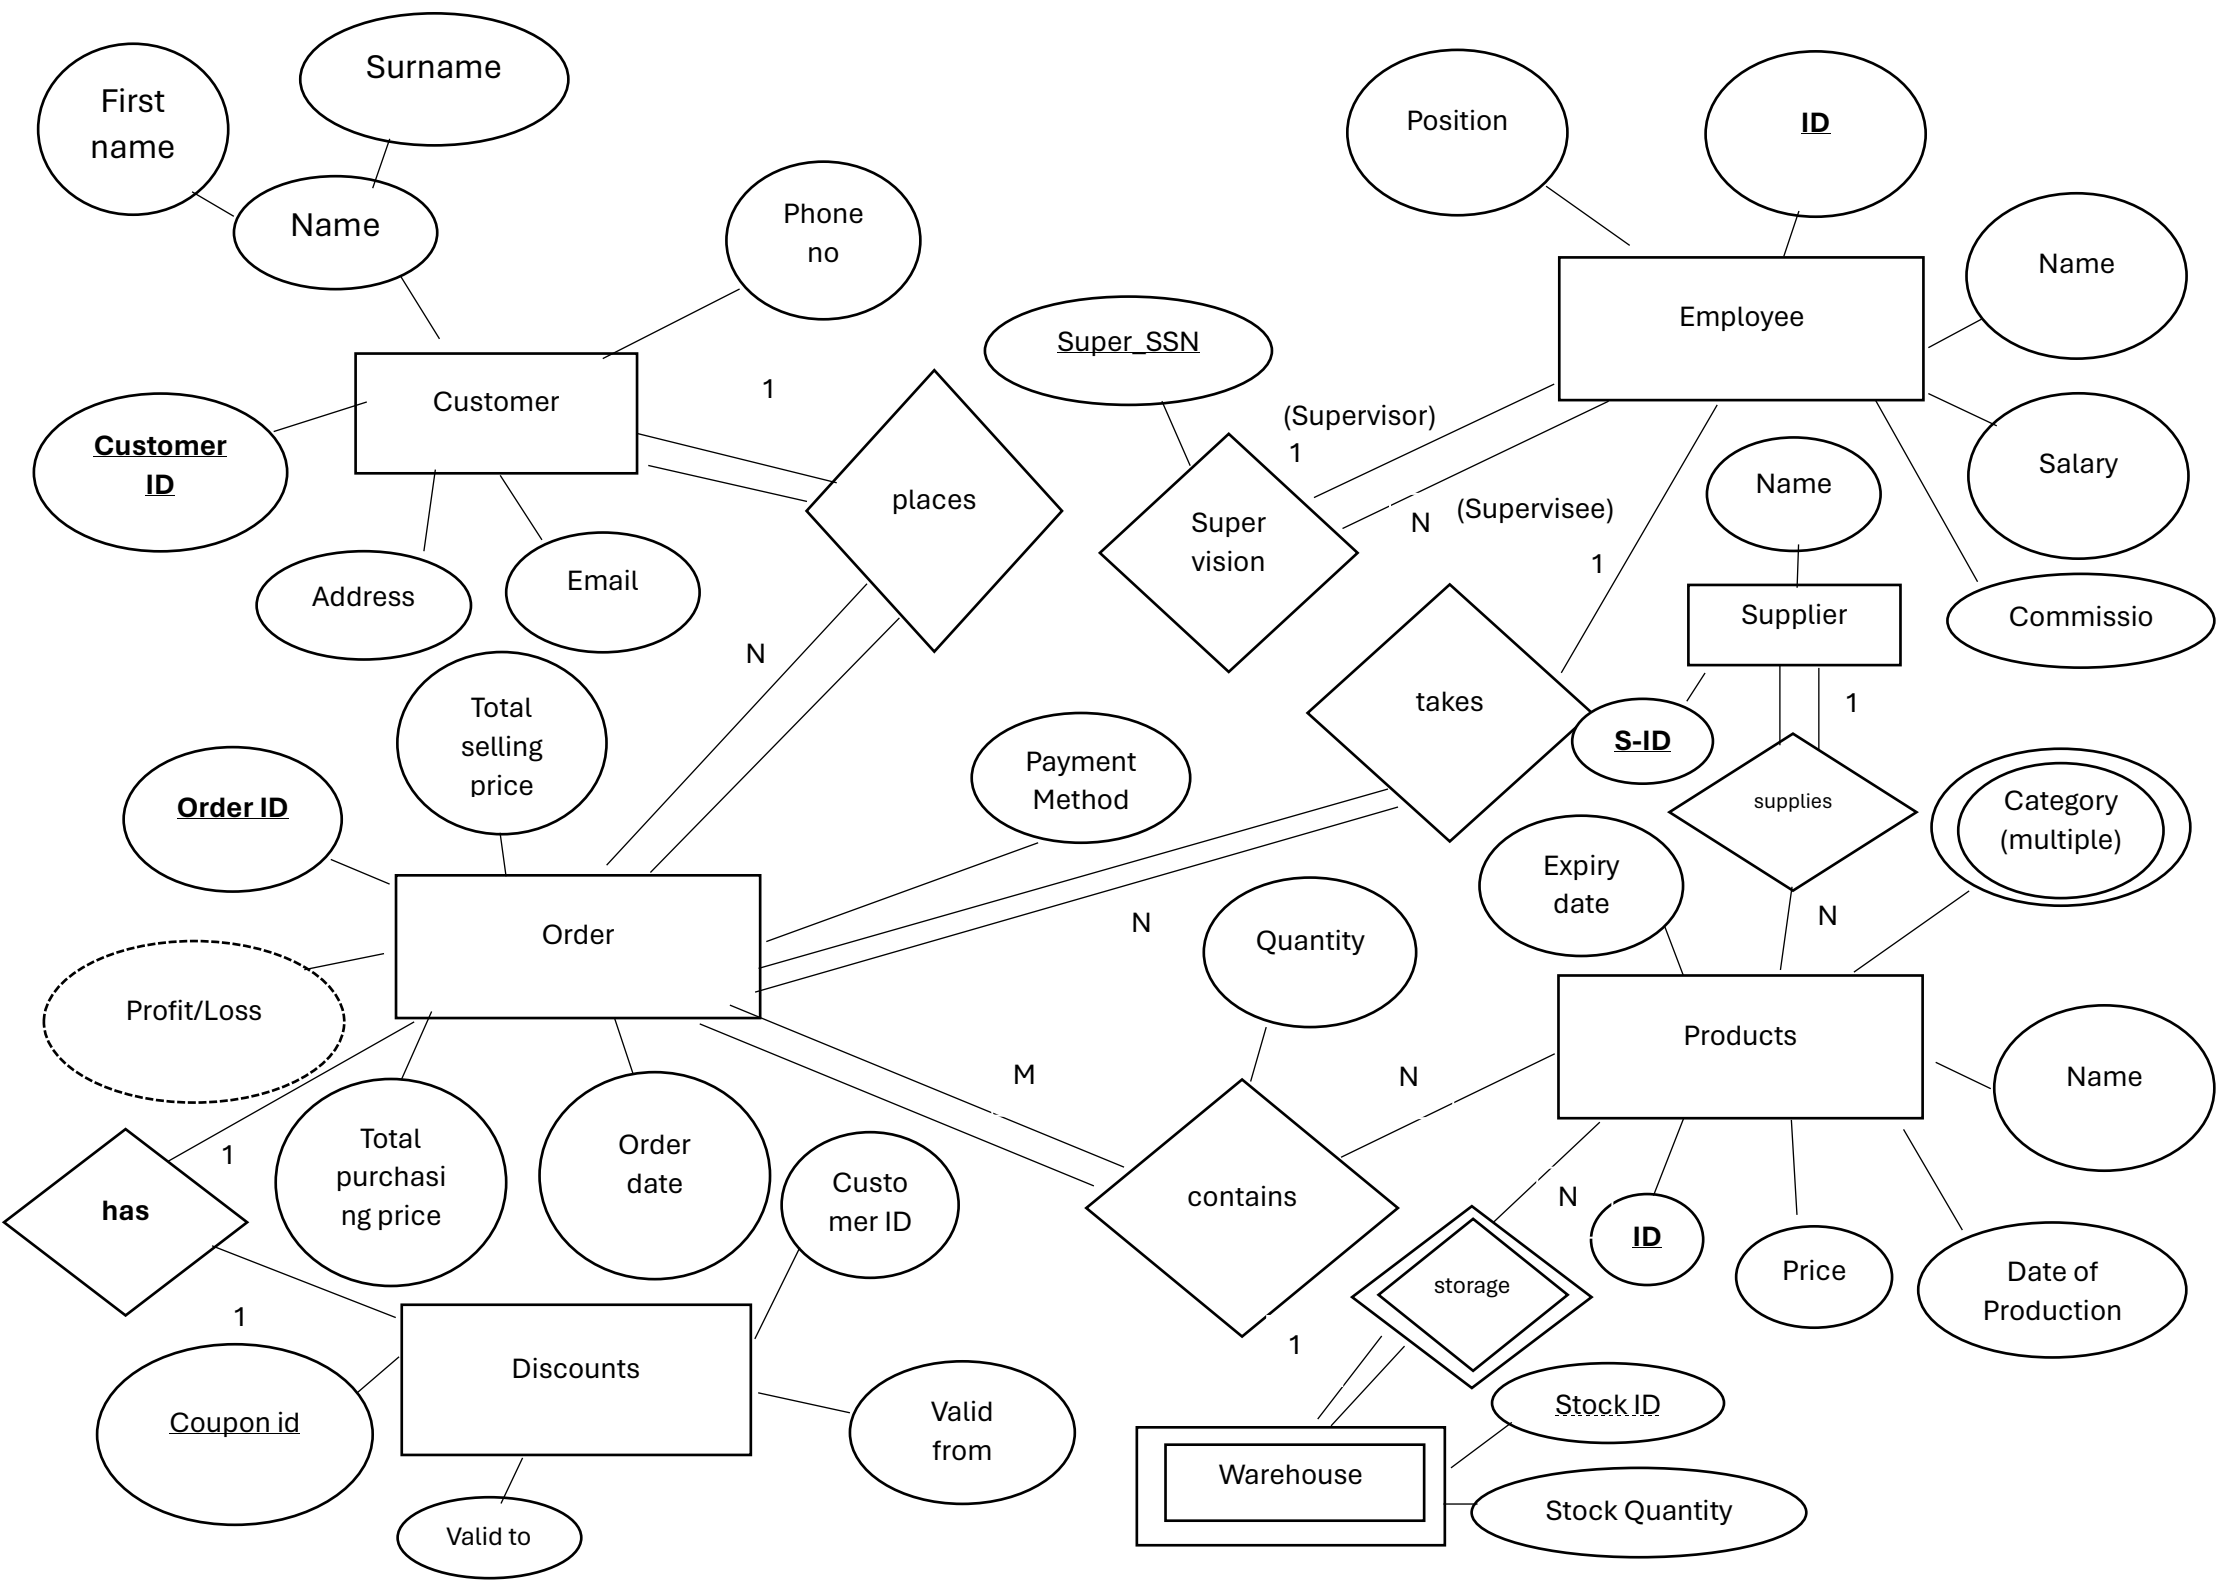 Surname
First
name
Name
Phone
no
Customer
Customer
ID
Address
Email
1
places
N
Position
ID
Name
Employee
Salary
Commissio
Super_SSN
(Supervisor)
1
Super
vision
N
(Supervisee)
1
takes
Name
Supplier
S-ID
1
supplies
N
Category
(multiple)
Expiry
date
Products
Name
ID
Price
Date of
Production
Total
selling
price
Order ID
Payment
Method
Order
N
Profit/Loss
Total
purchasi
ng price
Order
date
M
Quantity
N
contains
1
has
1
Custo
mer ID
Discounts
Coupon id
Valid
from
Valid to
N
storage
1
Warehouse
Stock ID
Stock Quantity